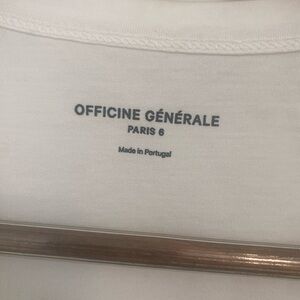 OFFICINE GÉNÉRALE
PARIS 6
Made in Portugal